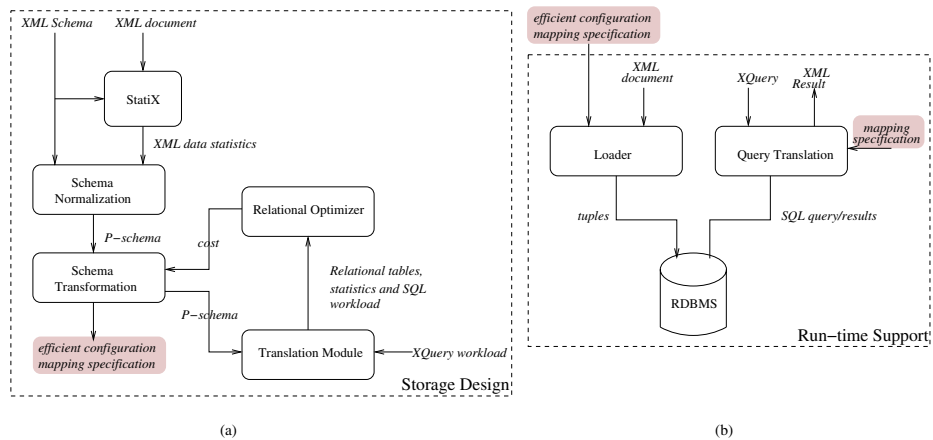 XML Schema
XML document
StatiX
XML data statistics
Schema
Normalization
P−schema
Relational Optimizer
cost
Schema
Transformation
Relational tables,
statistics and SQL
workload
P−schema
efficient configuration
mapping specification
Translation Module
XQuery workload
Storage Design
(a)
efficient configuration
mapping specification
XML
document
XQuery
XML
Result
mapping
specification
Loader
Query Translation
tuples
SQL query/results
RDBMS
Run−time Support
(b)